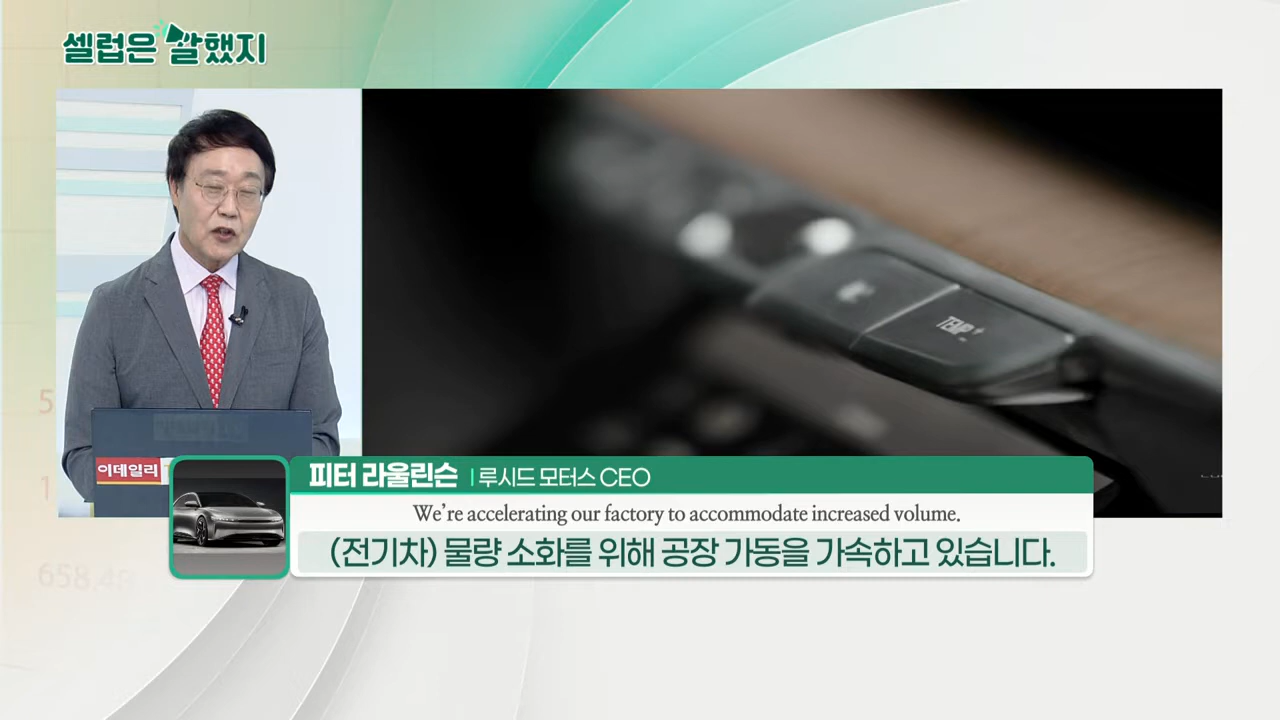 셀럽은 말했지
TEMP
이데일리
피터 라울린슨 | 루시드 모터스 CEO
We're accelerating our factory to accommodate increased volume.
(전기차) 물량 소화를 위해 공장 가동을 가속하고 있습니다.